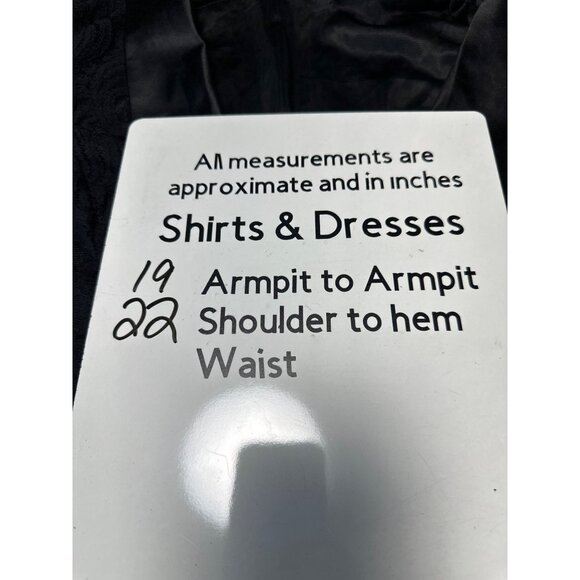 All measurements are
approximate and in inches
Shirts & Dresses
19 Armpit to Armpit
22 Shoulder to hem
Waist